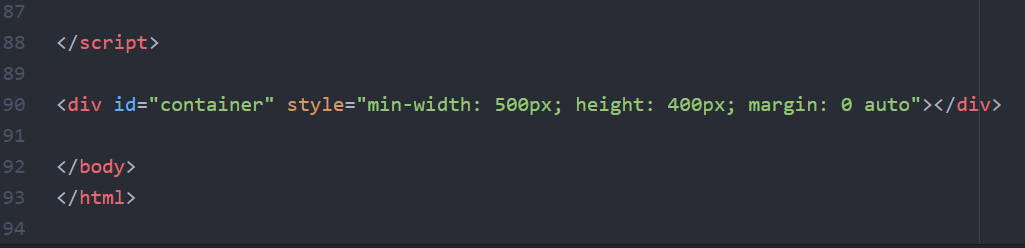 87
88 </script>
89
90 <div id="container" style="min-width: 500px; height: 400px; margin: 0 auto"></div>
91
92 </body>
93 </html>
94